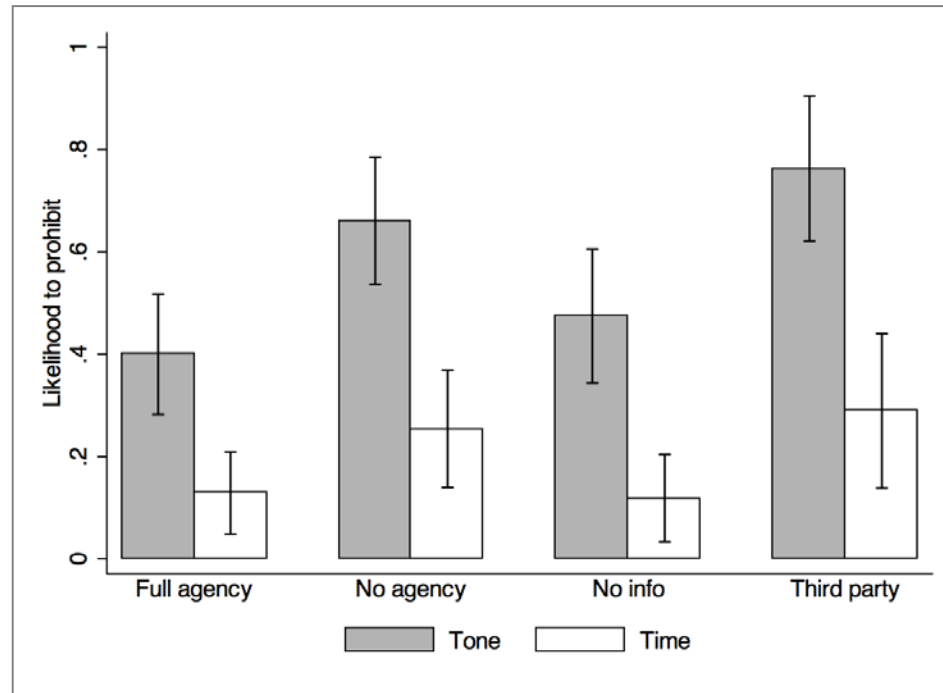 Likelihood to prohibit
1
.8
.6
.4
.2
0
Full agency No agency No info Third party
Tone Time